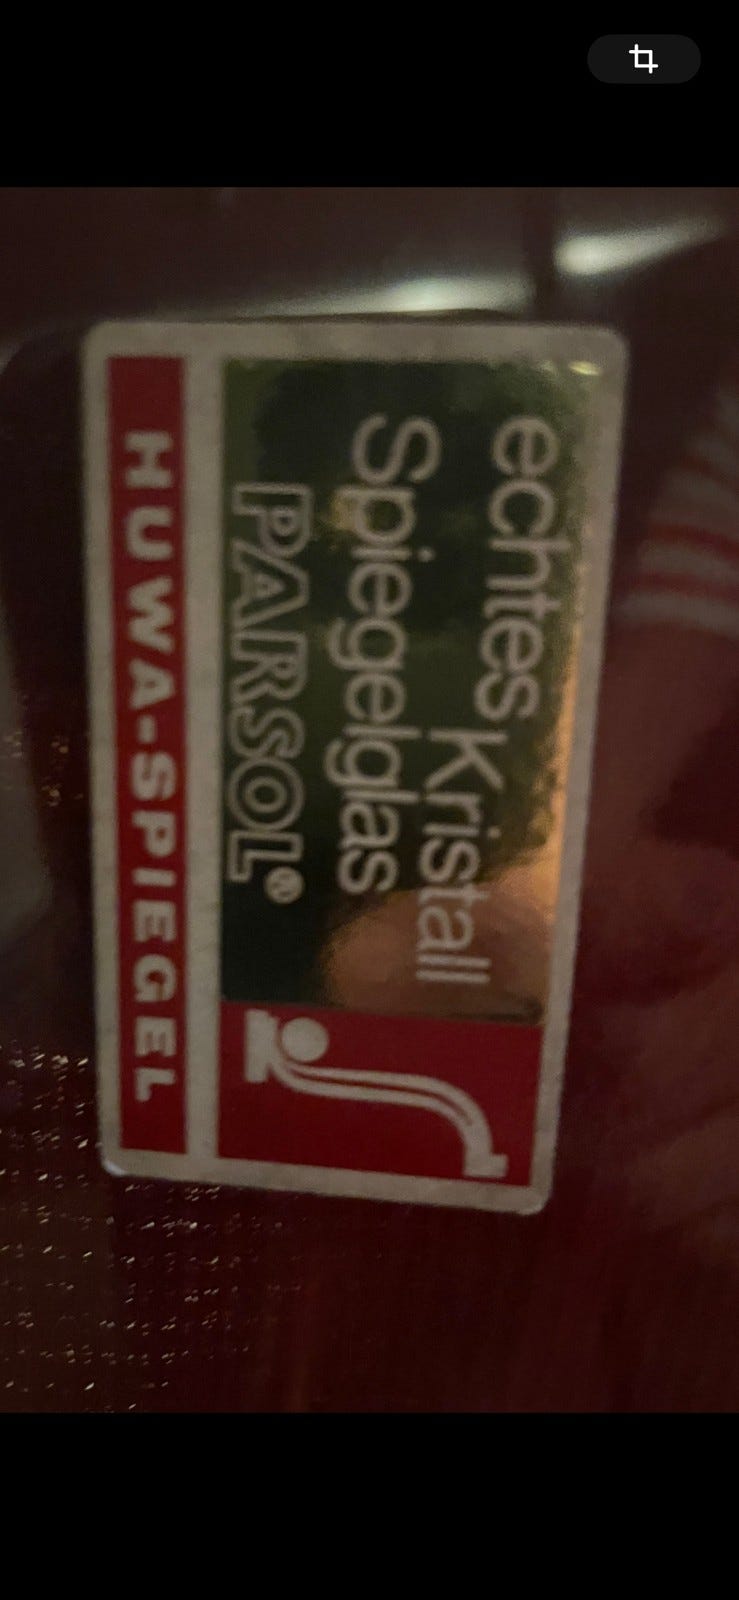 echtes Kristall
Spiegelglas
PARSOL®
HUWA-SPIEGEL